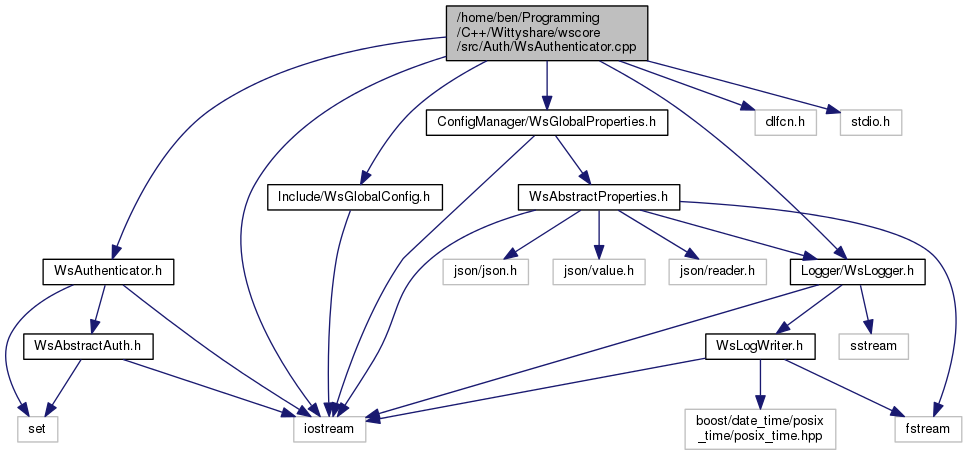 /home/ben/Programming
/C++/Wittyshare/wscore
/src/Auth/WsAuthenticator.cpp
ConfigManager/WsGlobalProperties.h
dlfcn.h
stdio.h
Include/WsGlobalConfig.h
WsAbstractProperties.h
WsAuthenticator.h
json/json.h
json/value.h
json/reader.h
Logger/WsLogger.h
WsAbstractAuth.h
WsLogWriter.h
sstream
set
iostream
boost/date_time/posix
_time/posix_time.hpp
fstream